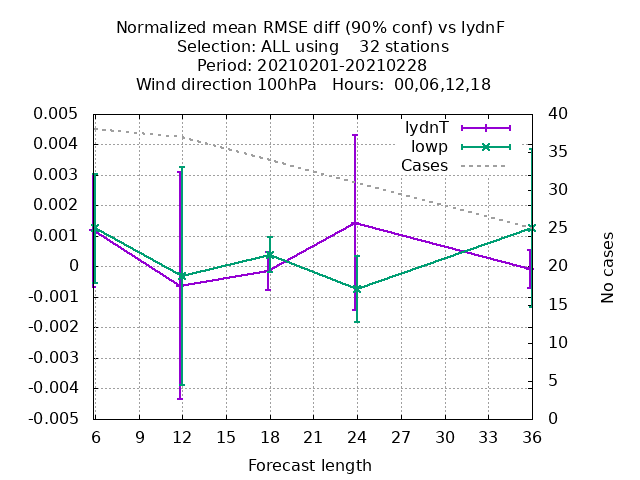 Normalized mean RMSE diff (90% conf) vs IydnF
Selection: ALL using    32 stations
Period: 20210201-20210228
Wind direction 100hPa   Hours:  00,06,12,18
0.005
0.004
0.003
0.002
0.001
0
-0.001
-0.002
-0.003
-0.004
-0.005
IydnT
Iowp
Cases
40
35
30
25
20
15
10
5
0
No cases
6 9 12 15 18 21 24 27 30 33 36
Forecast length